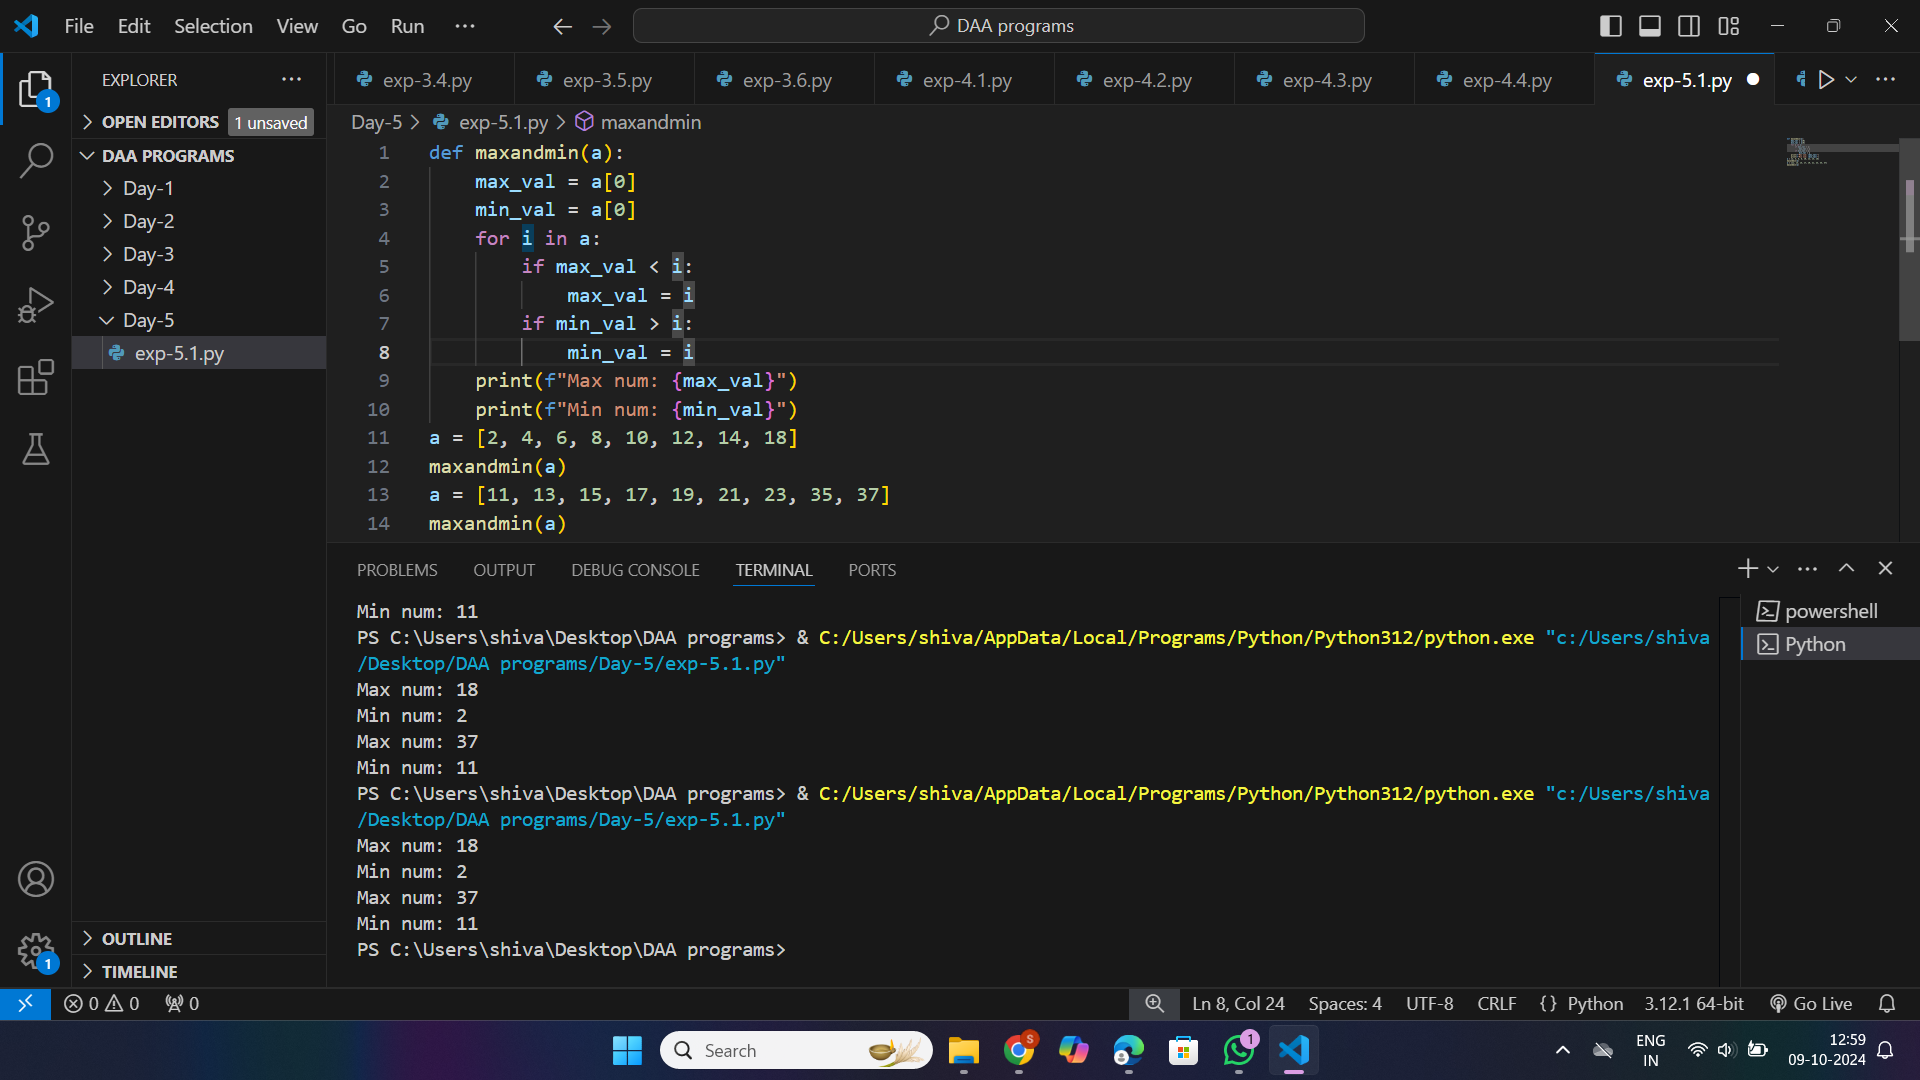 File Edit Selection View Go Run ··· DAA programs
EXPLORER ···
exp-3.4.py exp-3.5.py exp-3.6.py exp-4.1.py exp-4.2.py exp-4.3.py exp-4.4.py exp-5.1.py
OPEN EDITORS 1 unsaved
DAA PROGRAMS
Day-1
Day-2
Day-3
Day-4
Day-5
exp-5.1.py
1
OUTLINE
1
TIMELINE
Day-5 > exp-5.1.py > maxandmin
1 def maxandmin(a):
2     max_val = a[0]
3     min_val = a[0]
4     for i in a:
5         if max_val < i:
6             max_val = i
7         if min_val > i:
8             min_val = i
9     print(f"Max num: {max_val}")
10     print(f"Min num: {min_val}")
11 a = [2, 4, 6, 8, 10, 12, 14, 18]
12 maxandmin(a)
13 a = [11, 13, 15, 17, 19, 21, 23, 35, 37]
14 maxandmin(a)
PROBLEMS OUTPUT DEBUG CONSOLE TERMINAL PORTS
Min num: 11
PS C:\Users\shiva\Desktop\DAA programs> & C:/Users/shiva/AppData/Local/Programs/Python/Python312/python.exe "c:/Users/shiva
/Desktop/DAA programs/Day-5/exp-5.1.py"
Max num: 18
Min num: 2
Max num: 37
Min num: 11
PS C:\Users\shiva\Desktop\DAA programs> & C:/Users/shiva/AppData/Local/Programs/Python/Python312/python.exe "c:/Users/shiva
/Desktop/DAA programs/Day-5/exp-5.1.py"
Max num: 18
Min num: 2
Max num: 37
Min num: 11
PS C:\Users\shiva\Desktop\DAA programs>
powershell
Python
0 0 0 Ln 8, Col 24 Spaces: 4 UTF-8 CRLF {} Python 3.12.1 64-bit Go Live
Search S 1 ENG
IN
12:59
09-10-2024